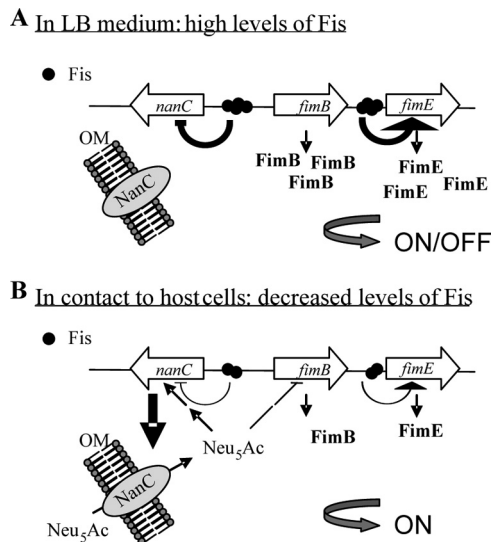 A In LB medium: high levels of Fis
Fis
nanC fimB fimE
OM
NanC
FimB FimB
FimB
FimE
FimE FimE
ON/OFF
B In contact to host cells: decreased levels of Fis
Fis
nanC fimB fimE
OM
Neu5Ac
FimB FimE
NanC
Neu5Ac
ON